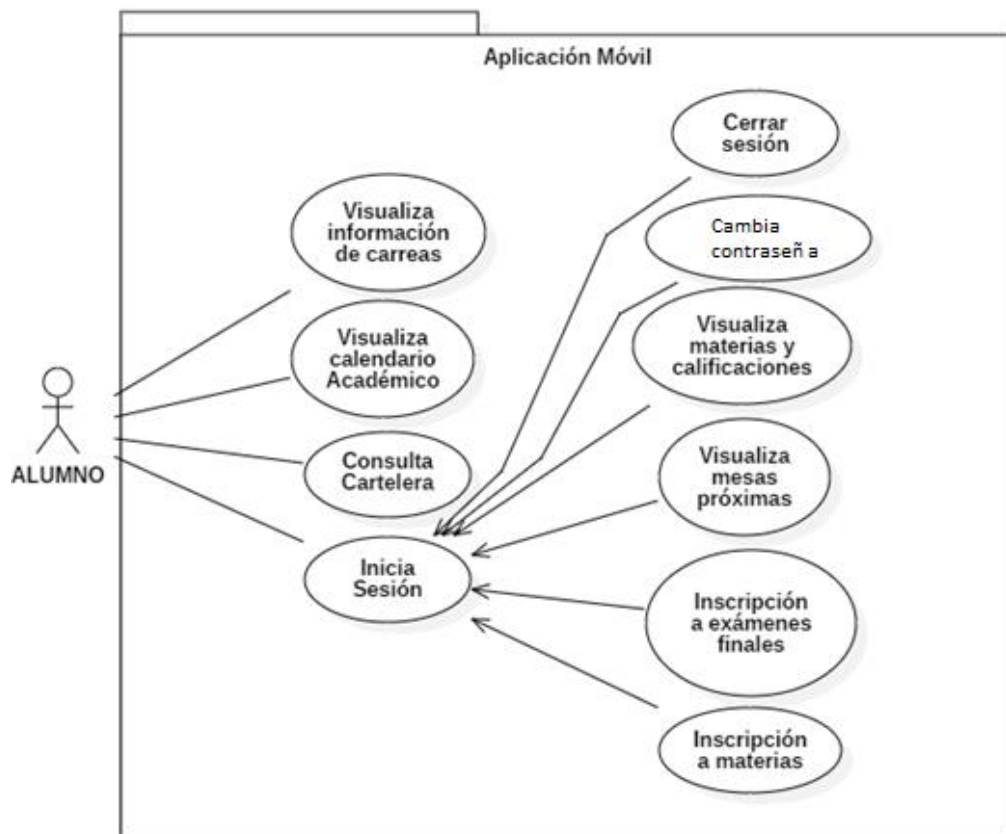 Aplicación Móvil
Cerrar
sesión
Visualiza
información
de carreas
Cambia
contraseñ a
Visualiza
calendario
Académico
Visualiza
materias y
calificaciones
ALUMNO
Consulta
Cartelera
Visualiza
mesas
próximas
Inicia
Sesión
Inscripción
a exámenes
finales
Inscripción
a materias